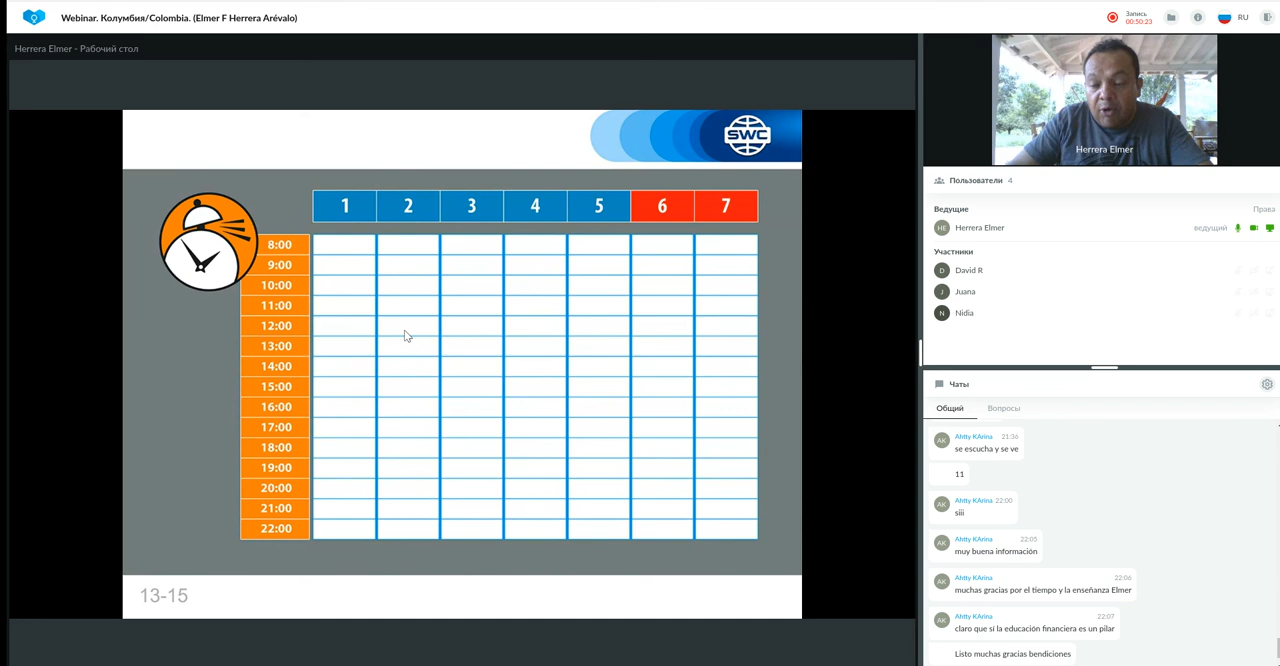 Webinar. Колумбия/Colombia. (Elmer F Herrera Arévalo)
Запись
00:50:23
RU
Herrera Elmer - Рабочий стол
SWC
1 2 3 4 5 6 7
8:00
9:00
10:00
11:00
12:00
13:00
14:00
15:00
16:00
17:00
18:00
19:00
20:00
21:00
22:00
13-15
Herrera Elmer
Пользователи 4
Ведущие Права
HE Herrera Elmer ведущий
Участники
D David R
J Juana
N Nidia
Чаты
Общий Вопросы
AK Ahtty KArina 21:36
se escucha y se ve
11
AK Ahtty KArina 22:00
siii
AK Ahtty KArina 22:05
muy buena información
AK Ahtty KArina 22:06
muchas gracias por el tiempo y la enseñanza Elmer
AK Ahtty KArina 22:07
claro que sí la educación financiera es un pilar
Listo muchas gracias bendiciones